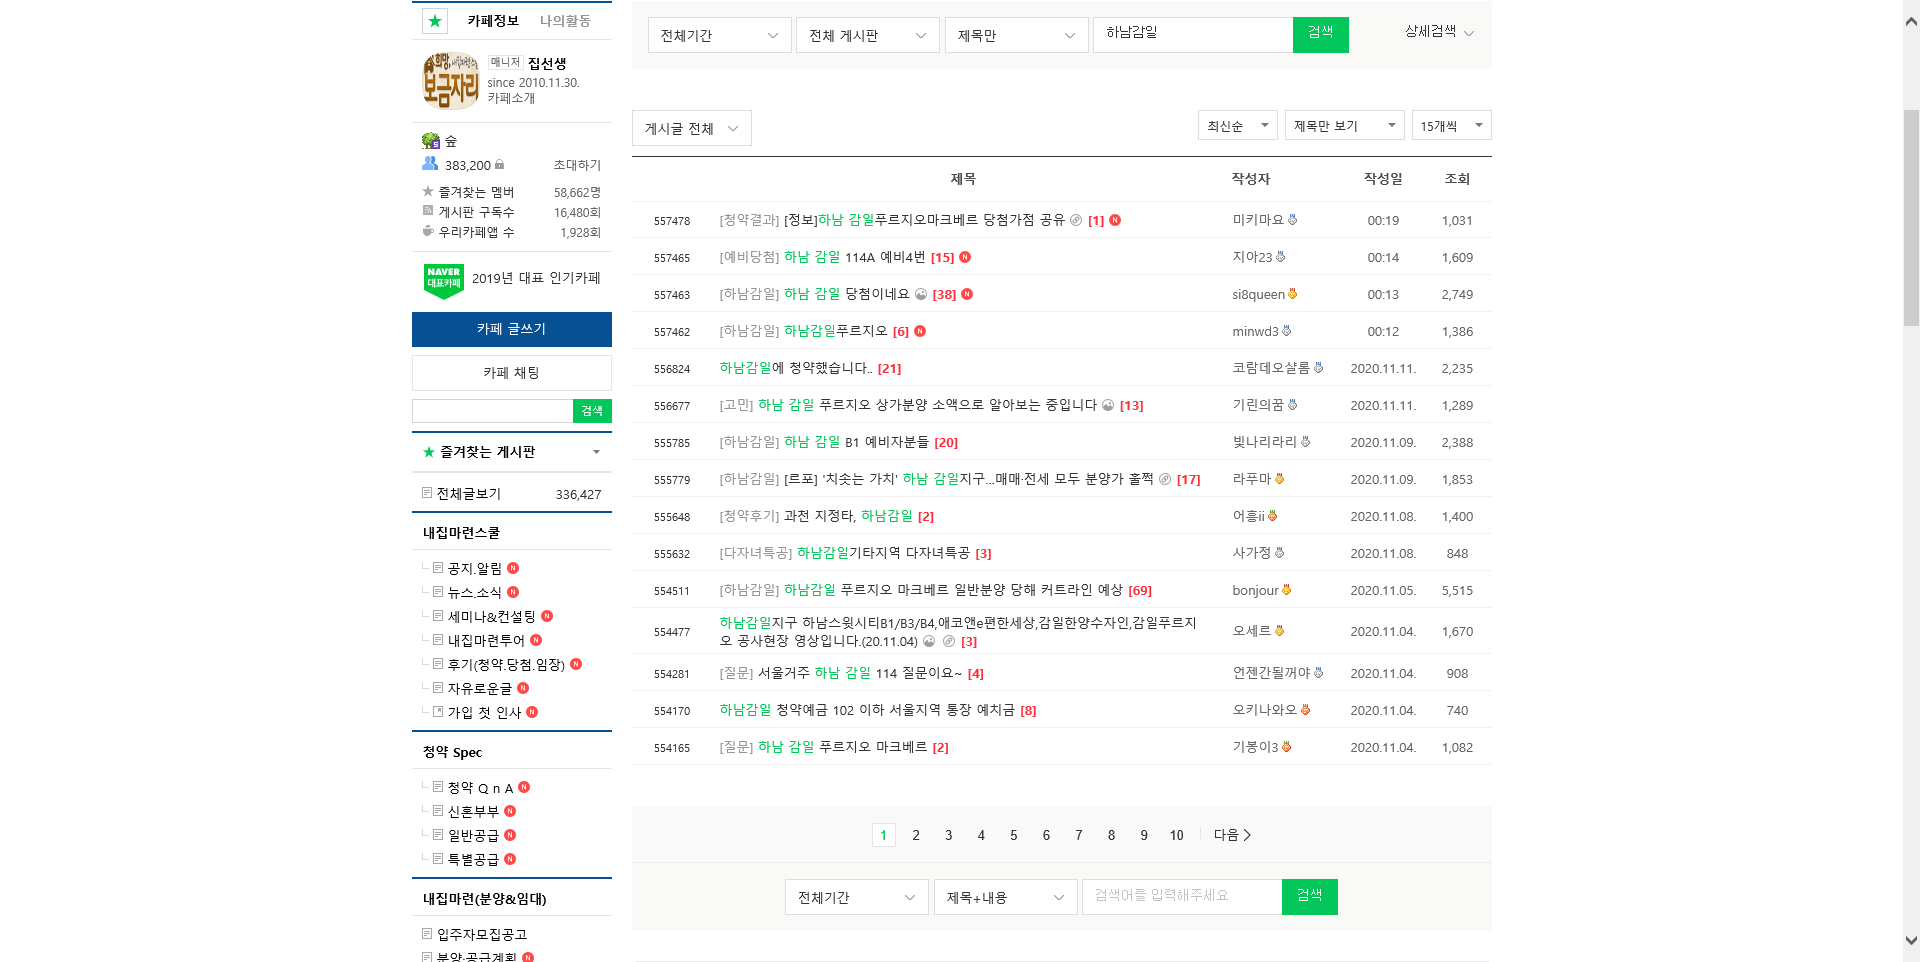 카페정보 나의활동
희망, 내집마련
보금자리
매니저 집선생
since 2010.11.30.
카페소개
숲
383,200 초대하기
즐겨찾는 멤버 58,662명
게시판 구독수 16,480회
우리카페앱 수 1,928회
NAVER
대표카페
2019년 대표 인기카페
카페 글쓰기
카페 채팅
검색
즐겨찾는 게시판
전체글보기 336,427
내집마련스쿨
공지.알림 N
뉴스.소식 N
세미나&컨설팅 N
내집마련투어 N
후기(청약.당첨.임장) N
자유로운글 N
가입 첫 인사 N
청약 Spec
청약 Q n A N
신혼부부 N
일반공급 N
특별공급 N
내집마련(분양&임대)
입주자모집공고
분양·공급계획 N
전체기간 전체 게시판 제목만 하남감일 검색 상세검색
게시글 전체 최신순 제목만 보기 15개씩
제목 작성자 작성일 조회
557478 [청약결과] [정보]하남 감일푸르지오마크베르 당첨가점 공유 [1] N 미키마요 00:19 1,031
557465 [예비당첨] 하남 감일 114A 예비4번 [15] N 지아23 00:14 1,609
557463 [하남감일] 하남 감일 당첨이네요 [38] N si8queen 00:13 2,749
557462 [하남감일] 하남감일푸르지오 [6] N minwd3 00:12 1,386
556824 하남감일에 청약했습니다.. [21] 코람데오샬롬 2020.11.11. 2,235
556677 [고민] 하남 감일 푸르지오 상가분양 소액으로 알아보는 중입니다 [13] 기린의꿈 2020.11.11. 1,289
555785 [하남감일] 하남 감일 B1 예비자분들 [20] 빛나리라리 2020.11.09. 2,388
555779 [하남감일] [르포] '치솟는 가치' 하남 감일지구…매매·전세 모두 분양가 훌쩍 [17] 라푸마 2020.11.09. 1,853
555648 [청약후기] 과천 지정타, 하남감일 [2] 어흥ii 2020.11.08. 1,400
555632 [다자녀특공] 하남감일기타지역 다자녀특공 [3] 사가정 2020.11.08. 848
554511 [하남감일] 하남감일 푸르지오 마크베르 일반분양 당해 커트라인 예상 [69] bonjour 2020.11.05. 5,515
554477 하남감일지구 하남스윗시티B1/B3/B4,애코앤e편한세상,감일한양수자인,감일푸르지
오 공사현장 영상입니다.(20.11.04) [3] 오세르 2020.11.04. 1,670
554281 [질문] 서울거주 하남 감일 114 질문이요~ [4] 언젠간될꺼야 2020.11.04. 908
554170 하남감일 청약예금 102 이하 서울지역 통장 예치금 [8] 오키나와오 2020.11.04. 740
554165 [질문] 하남 감일 푸르지오 마크베르 [2] 기봉이3 2020.11.04. 1,082
1 2 3 4 5 6 7 8 9 10 다음
전체기간 제목+내용 검색어를 입력해주세요 검색